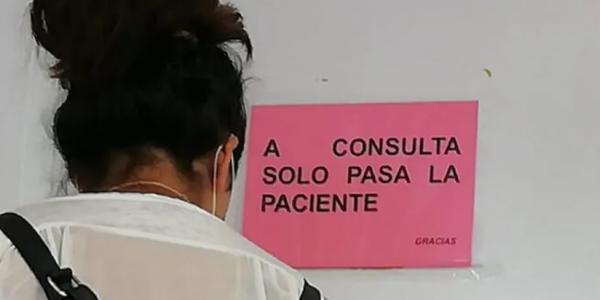 A CONSULTA
SOLO PASA LA
PACIENTE
GRACIAS